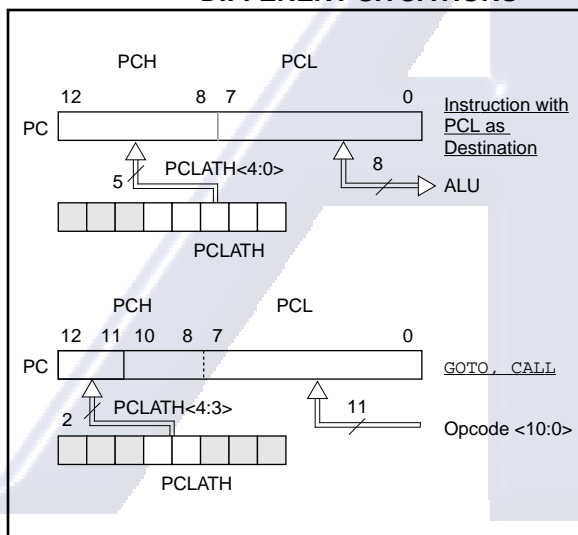 DIFFERENT SITUATIONS
PCH PCL
12 8 7 0
Instruction with
PCL as
Destination
PC
8
PCLATH<4:0>
5
ALU
PCLATH
PCH PCL
12 11 10 8 7 0
PC
GOTO, CALL
PCLATH<4:3>
11
2
Opcode <10:0>
PCLATH